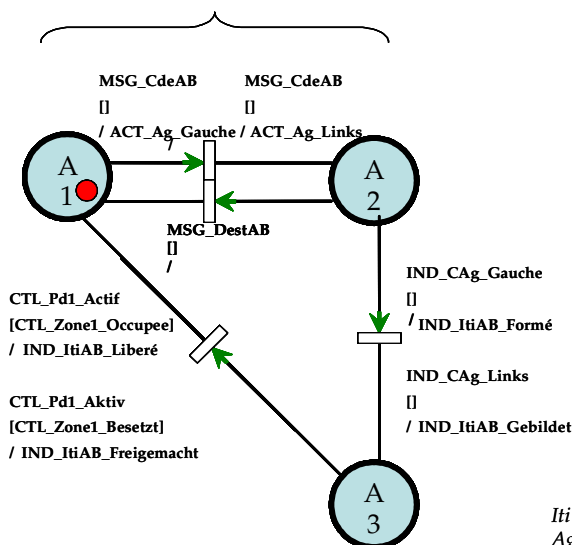 MSG_CdeAB MSG_CdeAB
[] []
/ ACT_Ag_Gauche / ACT_Ag_Links
/
A
1
A
2
MSG_DestAB
[]
/
IND_CAg_Gauche
[]
/ IND_ItiAB_Formé
CTL_Pd1_Actif
[CTL_Zone1_Occupee]
/ IND_ItiAB_Liberé
IND_CAg_Links
[]
/ IND_ItiAB_Gebildet
CTL_Pd1_Aktiv
[CTL_Zone1_Besetzt]
/ IND_ItiAB_Freigemacht
A
3
Iti